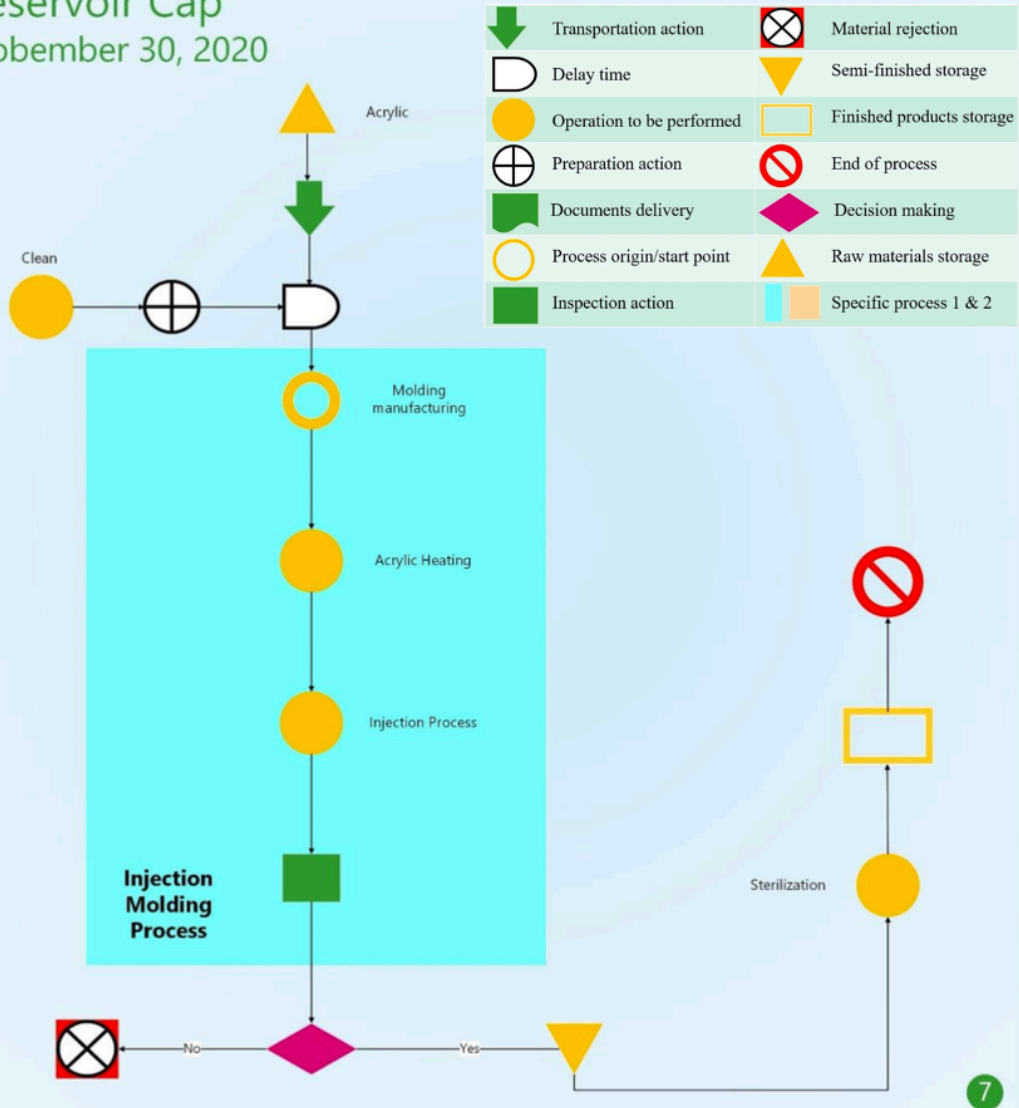 eservoir Cap
obember 30, 2020
Transportation action
Material rejection
Delay time
Semi-finished storage
Operation to be performed
Finished products storage
Preparation action
End of process
Documents delivery
Decision making
Process origin/start point
Raw materials storage
Inspection action
Specific process 1 & 2
Acrylic
Clean
Molding
manufacturing
Acrylic Heating
Injection Process
Injection
Molding
Process
Sterilization
No
Yes
7